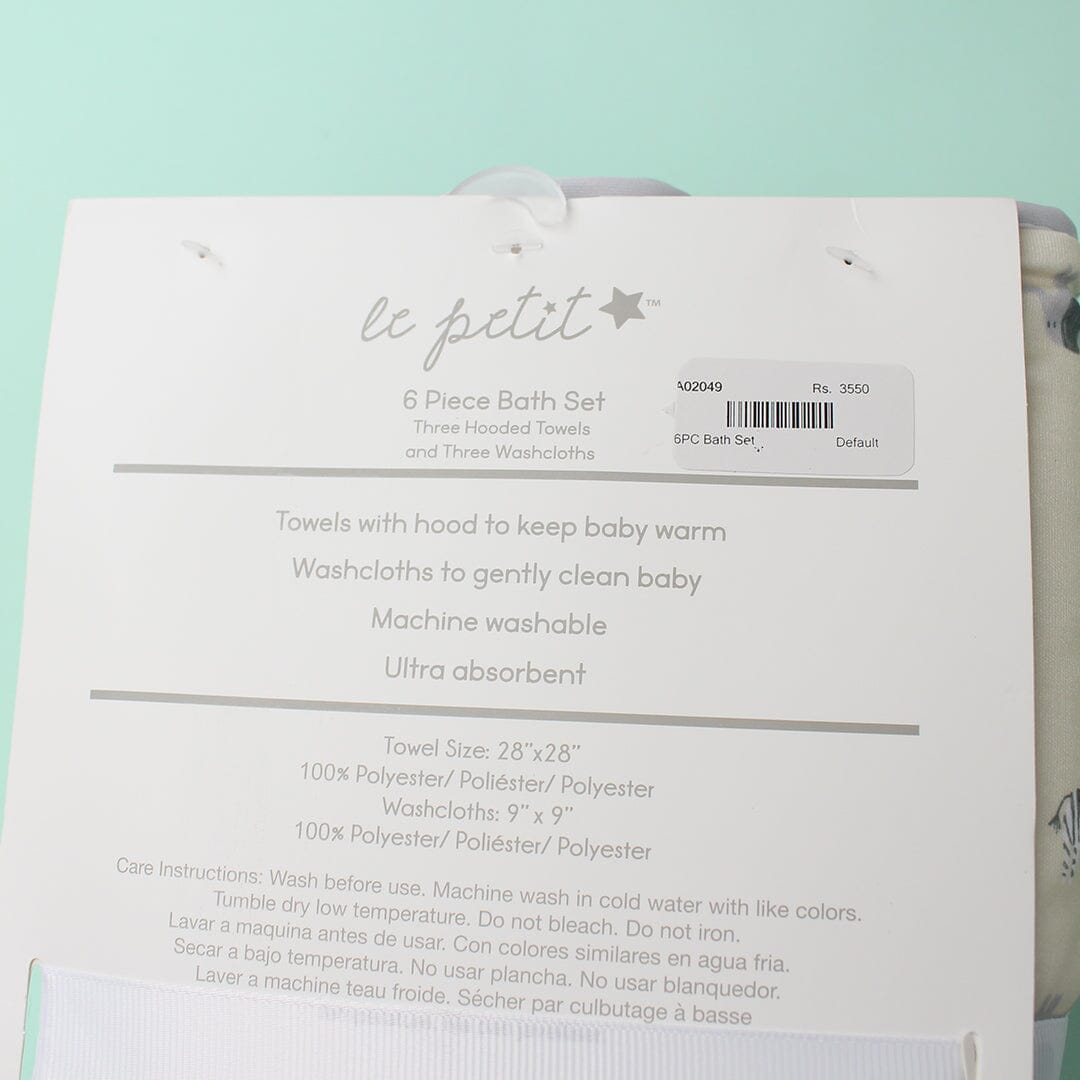 le petit ™
6 Piece Bath Set
Three Hooded Towels
and Three Washcloths
A02049 Rs. 3550
6PC Bath Set Default
Towels with hood to keep baby warm
Washcloths to gently clean baby
Machine washable
Ultra absorbent
Towel Size: 28”x28”
100% Polyester/ Poliéster/ Polyester
Washcloths: 9” x 9”
100% Polyester/ Poliéster/ Polyester
Care Instructions: Wash before use. Machine wash in cold water with like colors.
Tumble dry low temperature. Do not bleach. Do not iron.
Lavar a maquina antes de usar. Con colores similares en agua fria.
Secar a bajo temperatura. No usar plancha. No usar blanquedor.
Laver a machine teau froide. Sécher par culbutage à basse